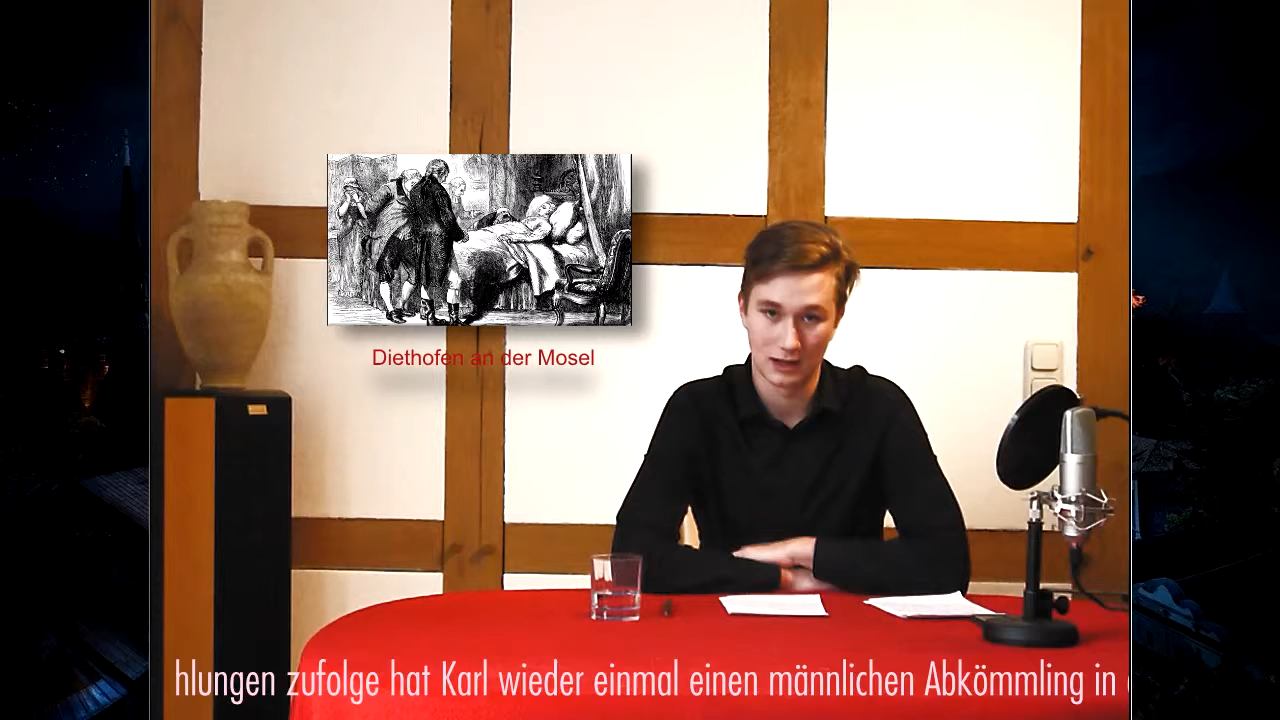 Diethofen an der Mosel
hlungen zufolge hat Karl wieder einmal einen männlichen Abkömmling in